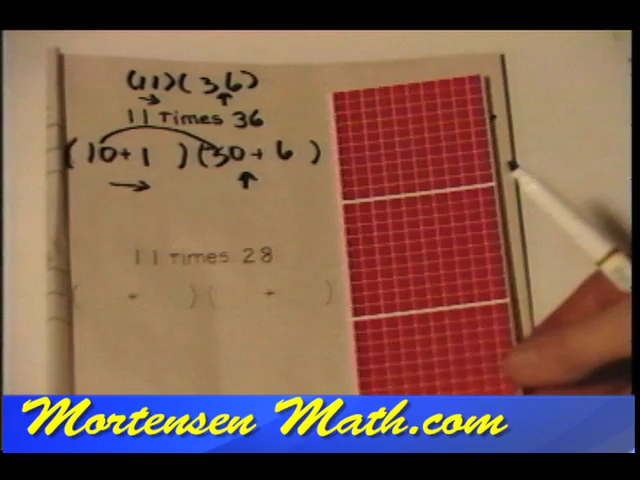 (11)(36)
11 Times 36
(10+1)(30+6)
11 Times 28
( + )( + )
Mortensen Math.com